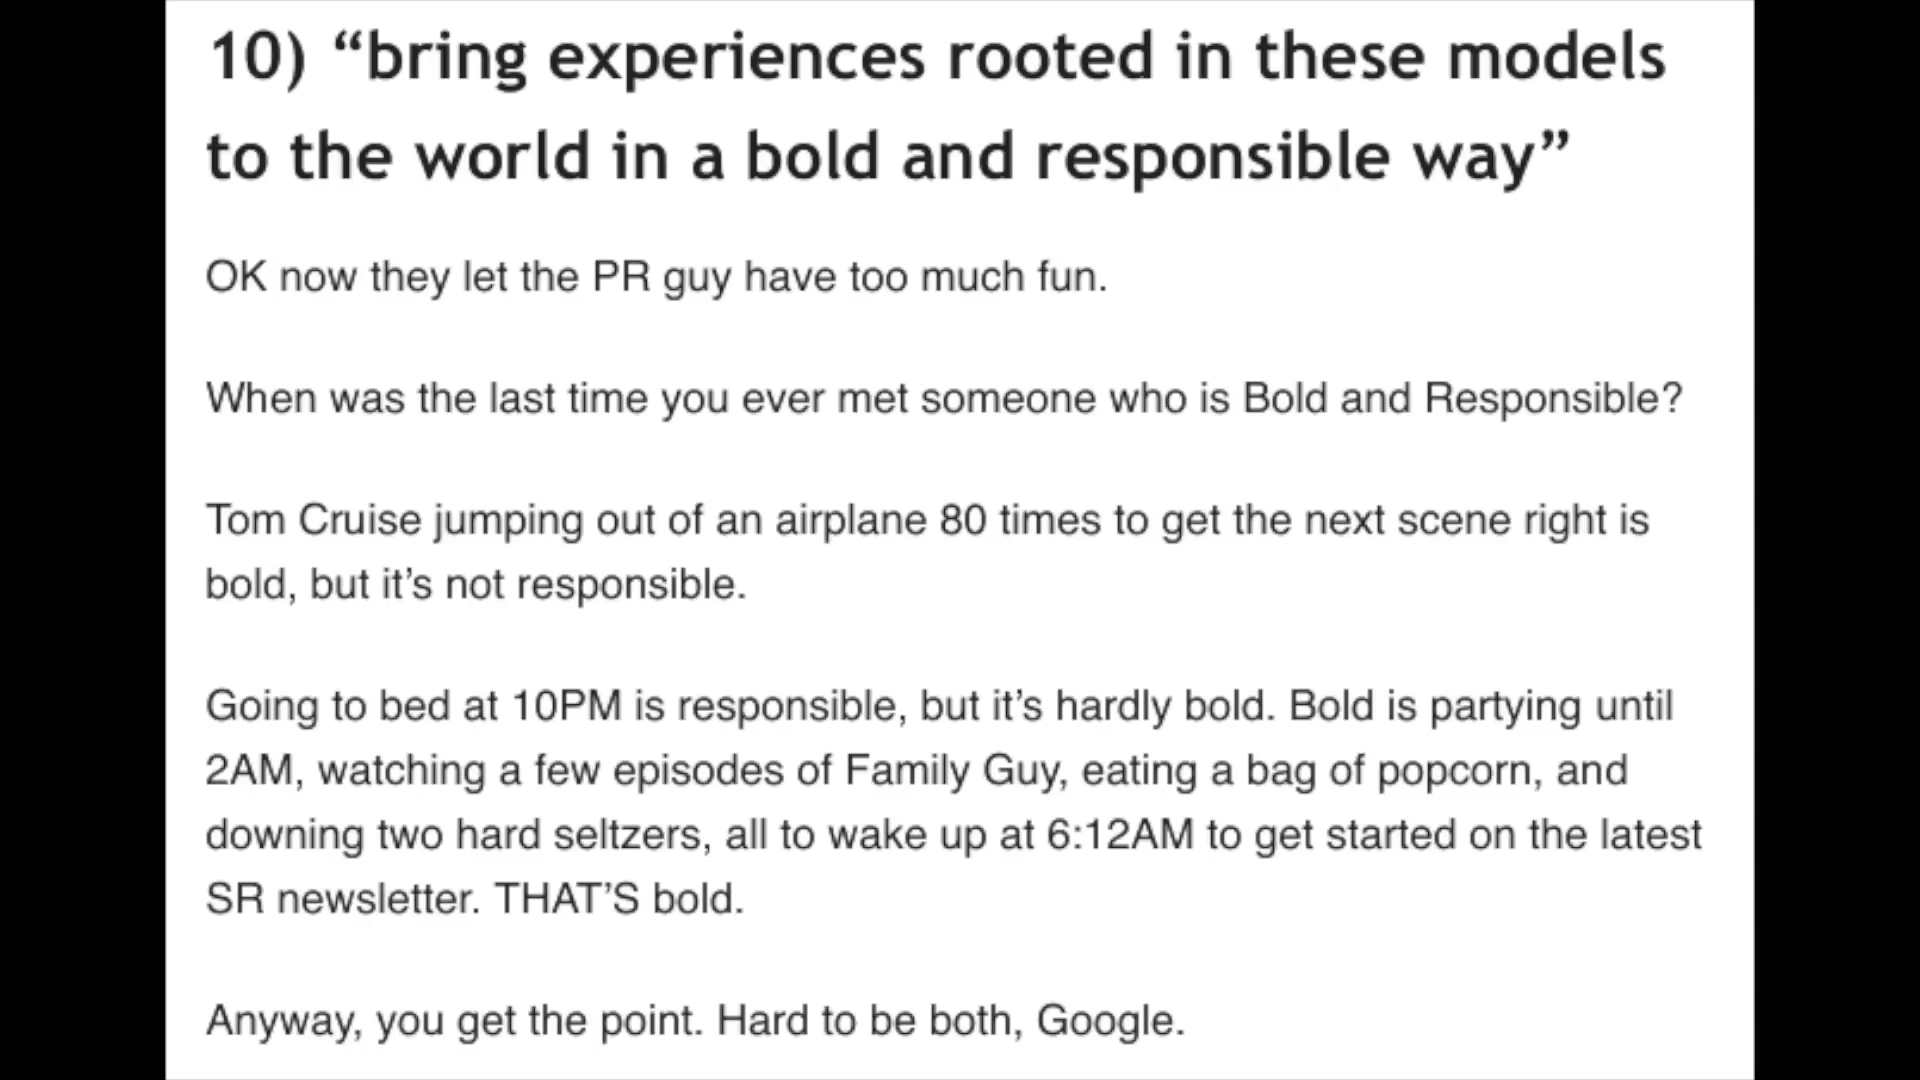 10) “bring experiences rooted in these models
to the world in a bold and responsible way”
OK now they let the PR guy have too much fun.
When was the last time you ever met someone who is Bold and Responsible?
Tom Cruise jumping out of an airplane 80 times to get the next scene right is
bold, but it’s not responsible.
Going to bed at 10PM is responsible, but it’s hardly bold. Bold is partying until
2AM, watching a few episodes of Family Guy, eating a bag of popcorn, and
downing two hard seltzers, all to wake up at 6:12AM to get started on the latest
SR newsletter. THAT’S bold.
Anyway, you get the point. Hard to be both, Google.